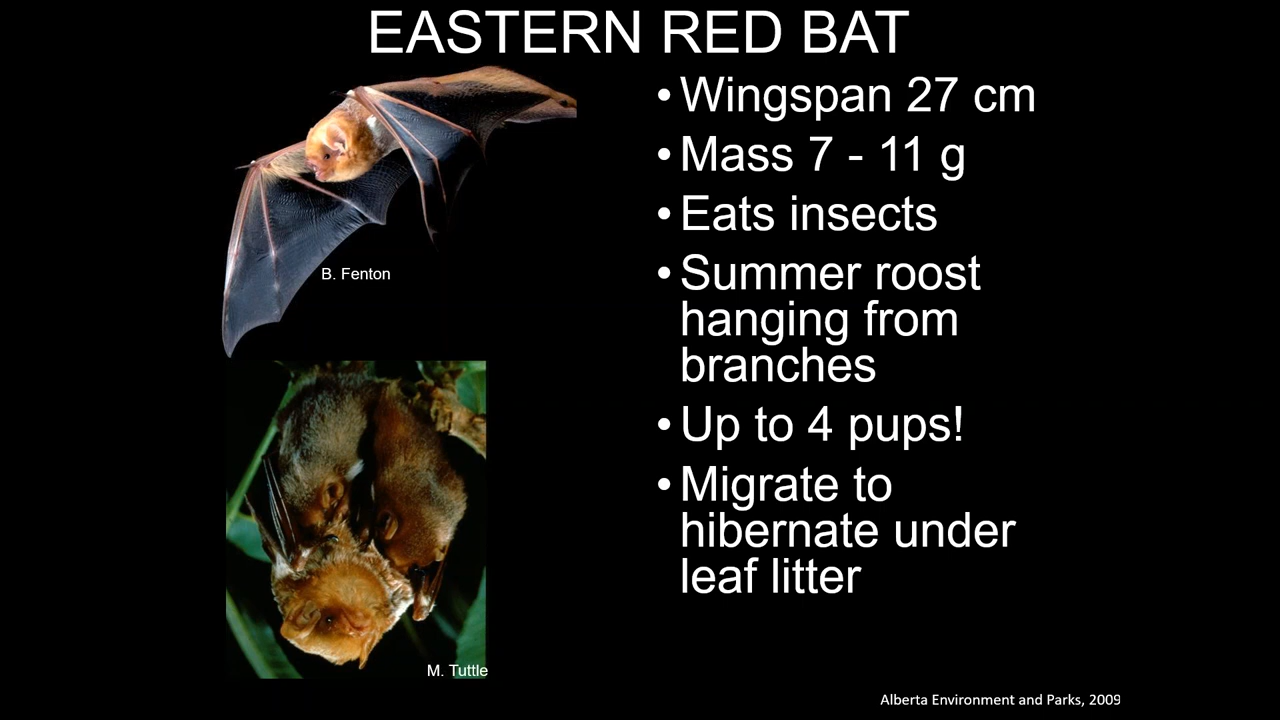 EASTERN RED BAT
• Wingspan 27 cm
• Mass 7 - 11 g
• Eats insects
• Summer roost
hanging from
branches
• Up to 4 pups!
• Migrate to
hibernate under
leaf litter
B. Fenton
M. Tuttle
Alberta Environment and Parks, 2009